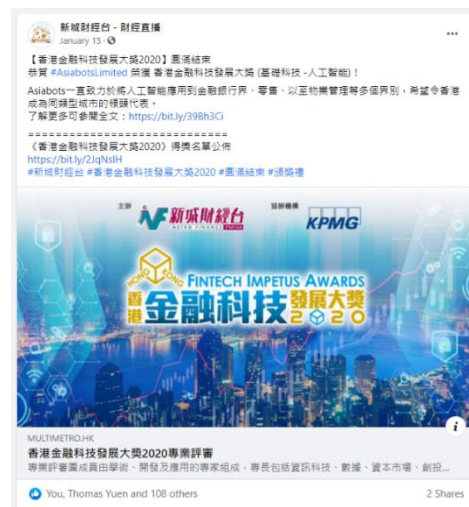 新城財經台 - 財經直播
January 15 ·
【香港金融科技發展大獎2020】圓滿結束
恭賀 #AsiabotsLimited 榮獲 香港金融科技發展大獎 (基礎科技 -人工智能)！
Asiabots一直致力於將人工智能應用到金融銀行界、零售、以至物業管理等多個界別，希望令香港
成為同類型城市的領頭代表。
了解更多可參閱全文：https://bit.ly/39Bh3Ci
============================
《香港金融科技發展大獎2020》得獎名單公佈
https://bit.ly/2JqNslH
#新城財經台 #香港金融科技發展大獎2020 #圓滿結束 #頒獎禮
主辦
新城財經台
協辦機構
KPMG
HONG KONG
FINTECH IMPETUS AWARDS
香港金融科技發展大獎
2020
MULTIMETRO.HK
香港金融科技發展大獎2020專業評審
專業評審團成員由學術、開發及應用的專家組成，專長包括資訊科技、數據、資本市場、創投...
You, Thomas Yuen and 108 others
2 Shares